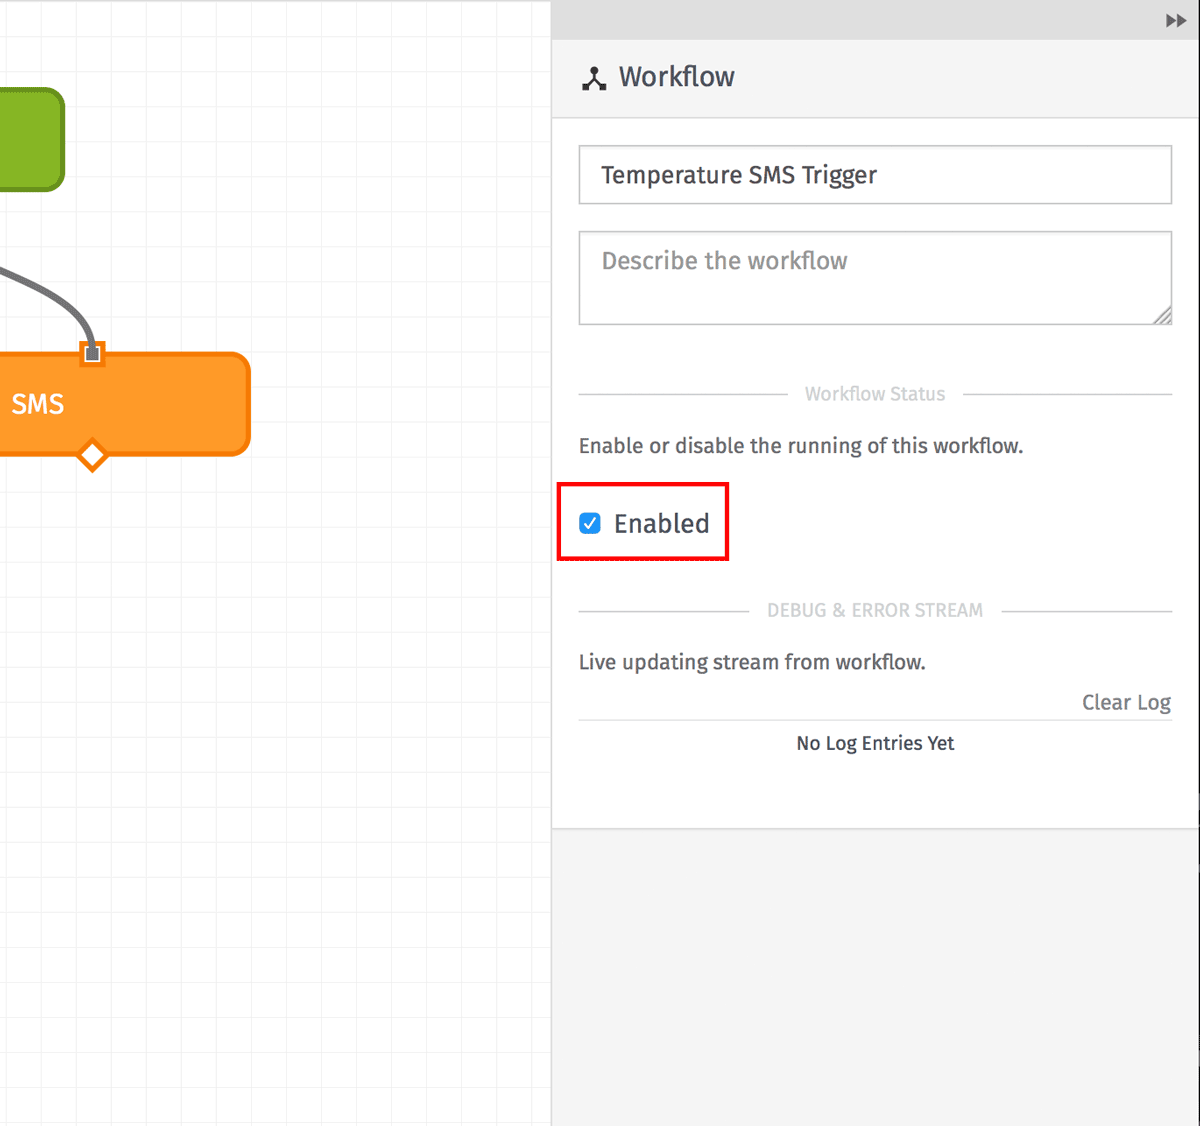 Workflow
Temperature SMS Trigger
Describe the workflow
SMS
Workflow Status
Enable or disable the running of this workflow.
Enabled
DEBUG & ERROR STREAM
Live updating stream from workflow.
Clear Log
No Log Entries Yet